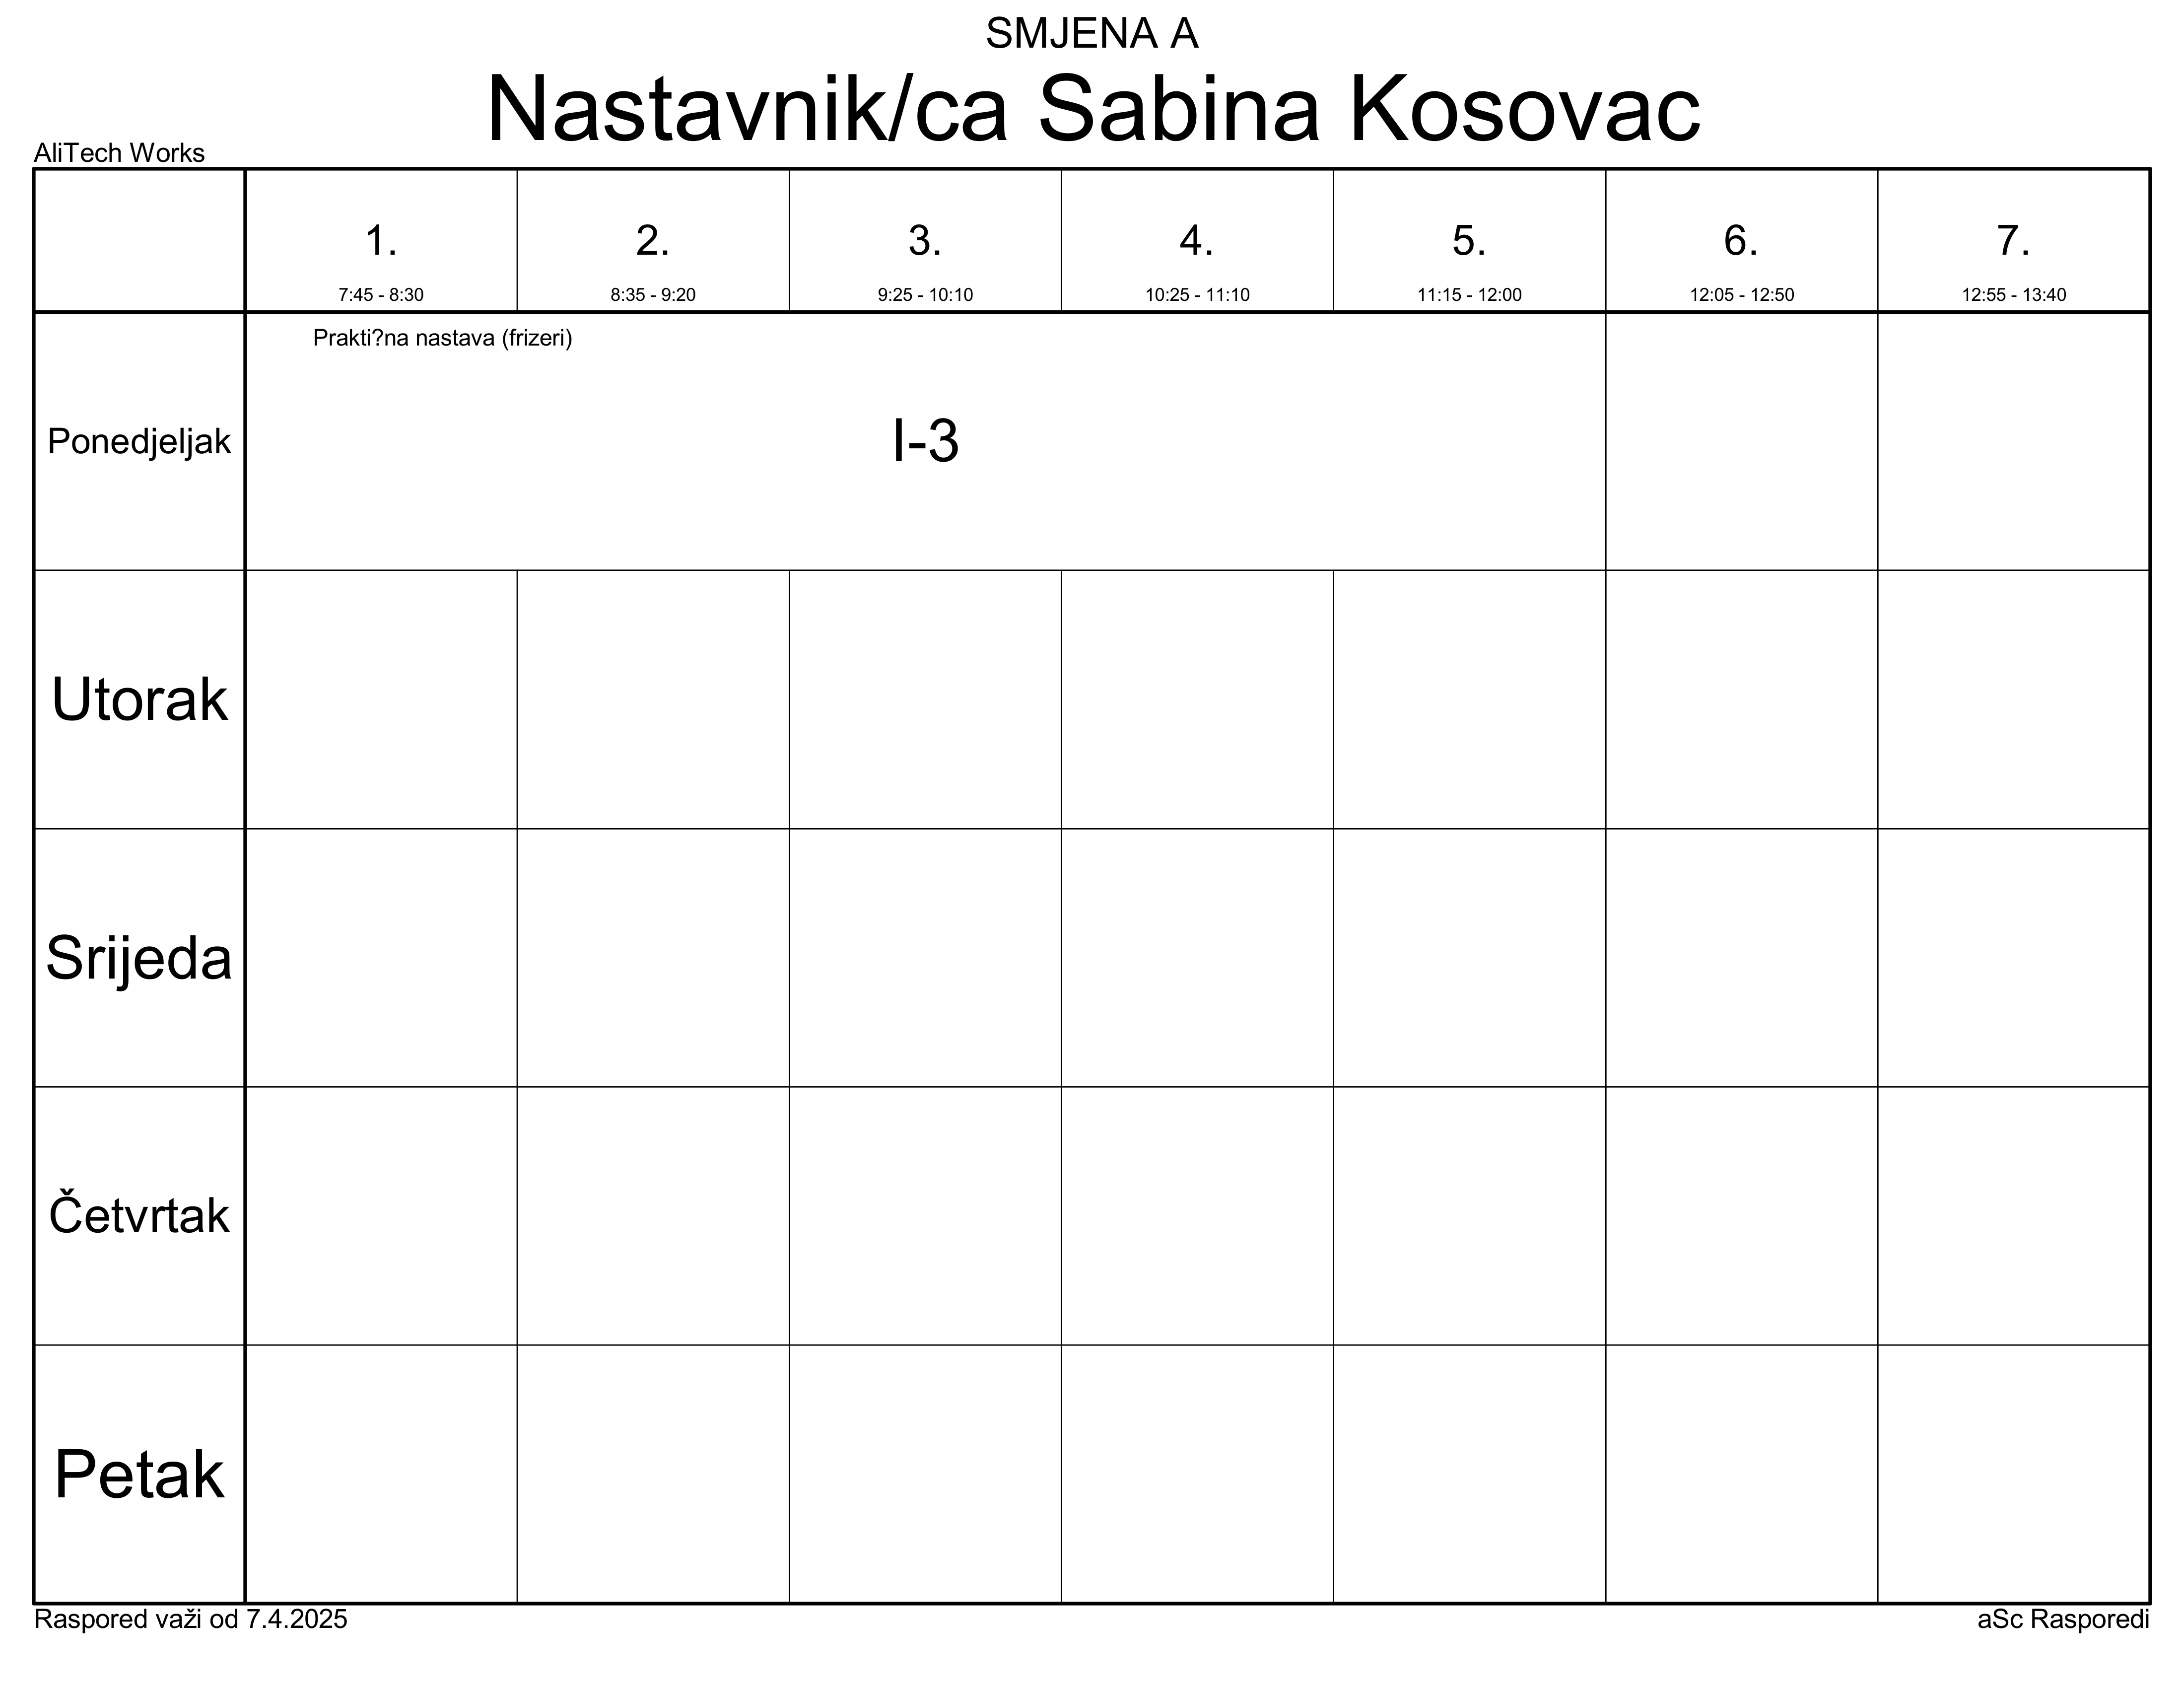 SMJENA A
Nastavnik/ca Sabina Kosovac
AliTech Works
1. 2. 3. 4. 5. 6. 7.
7:45 - 8:30 8:35 - 9:20 9:25 - 10:10 10:25 - 11:10 11:15 - 12:00 12:05 - 12:50 12:55 - 13:40
Prakti?na nastava (frizeri)
Ponedjeljak I-3
Utorak
Srijeda
Četvrtak
Petak
Raspored važi od 7.4.2025 aSc Rasporedi